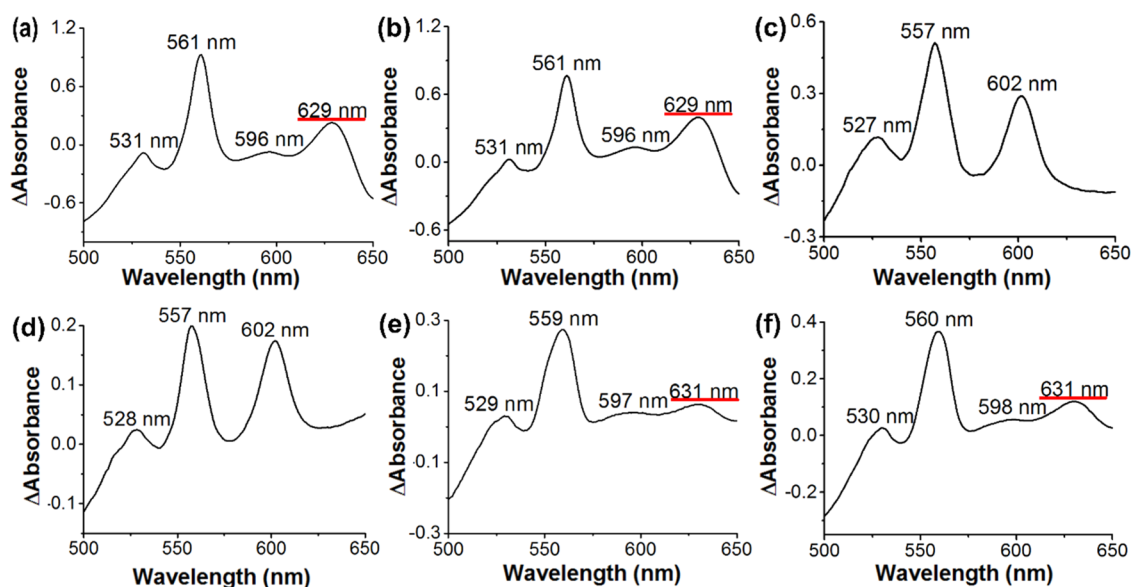 (a)
1.2
0.6
0.0
-0.6
561 nm
531 nm
596 nm
629 nm
500
550
600
650
ΔAbsorbance
Wavelength (nm)
(b)
1.2
0.6
0.0
-0.6
561 nm
531 nm
596 nm
629 nm
500
550
600
650
ΔAbsorbance
Wavelength (nm)
(c)
0.6
0.3
0.0
-0.3
557 nm
527 nm
602 nm
500
550
600
650
ΔAbsorbance
Wavelength (nm)
(d)
0.2
0.1
0.0
0.1
557 nm
528 nm
602 nm
500
550
600
650
ΔAbsorbance
Wavelength (nm)
(e)
0.3
0.1
-0.1
-0.3
559 nm
529 nm
597 nm
631 nm
500
550
600
650
ΔAbsorbance
Wavelength (nm)
(f)
0.4
0.2
0.0
-0.2
560 nm
530 nm
598 nm
631 nm
500
550
600
650
ΔAbsorbance
Wavelength (nm)